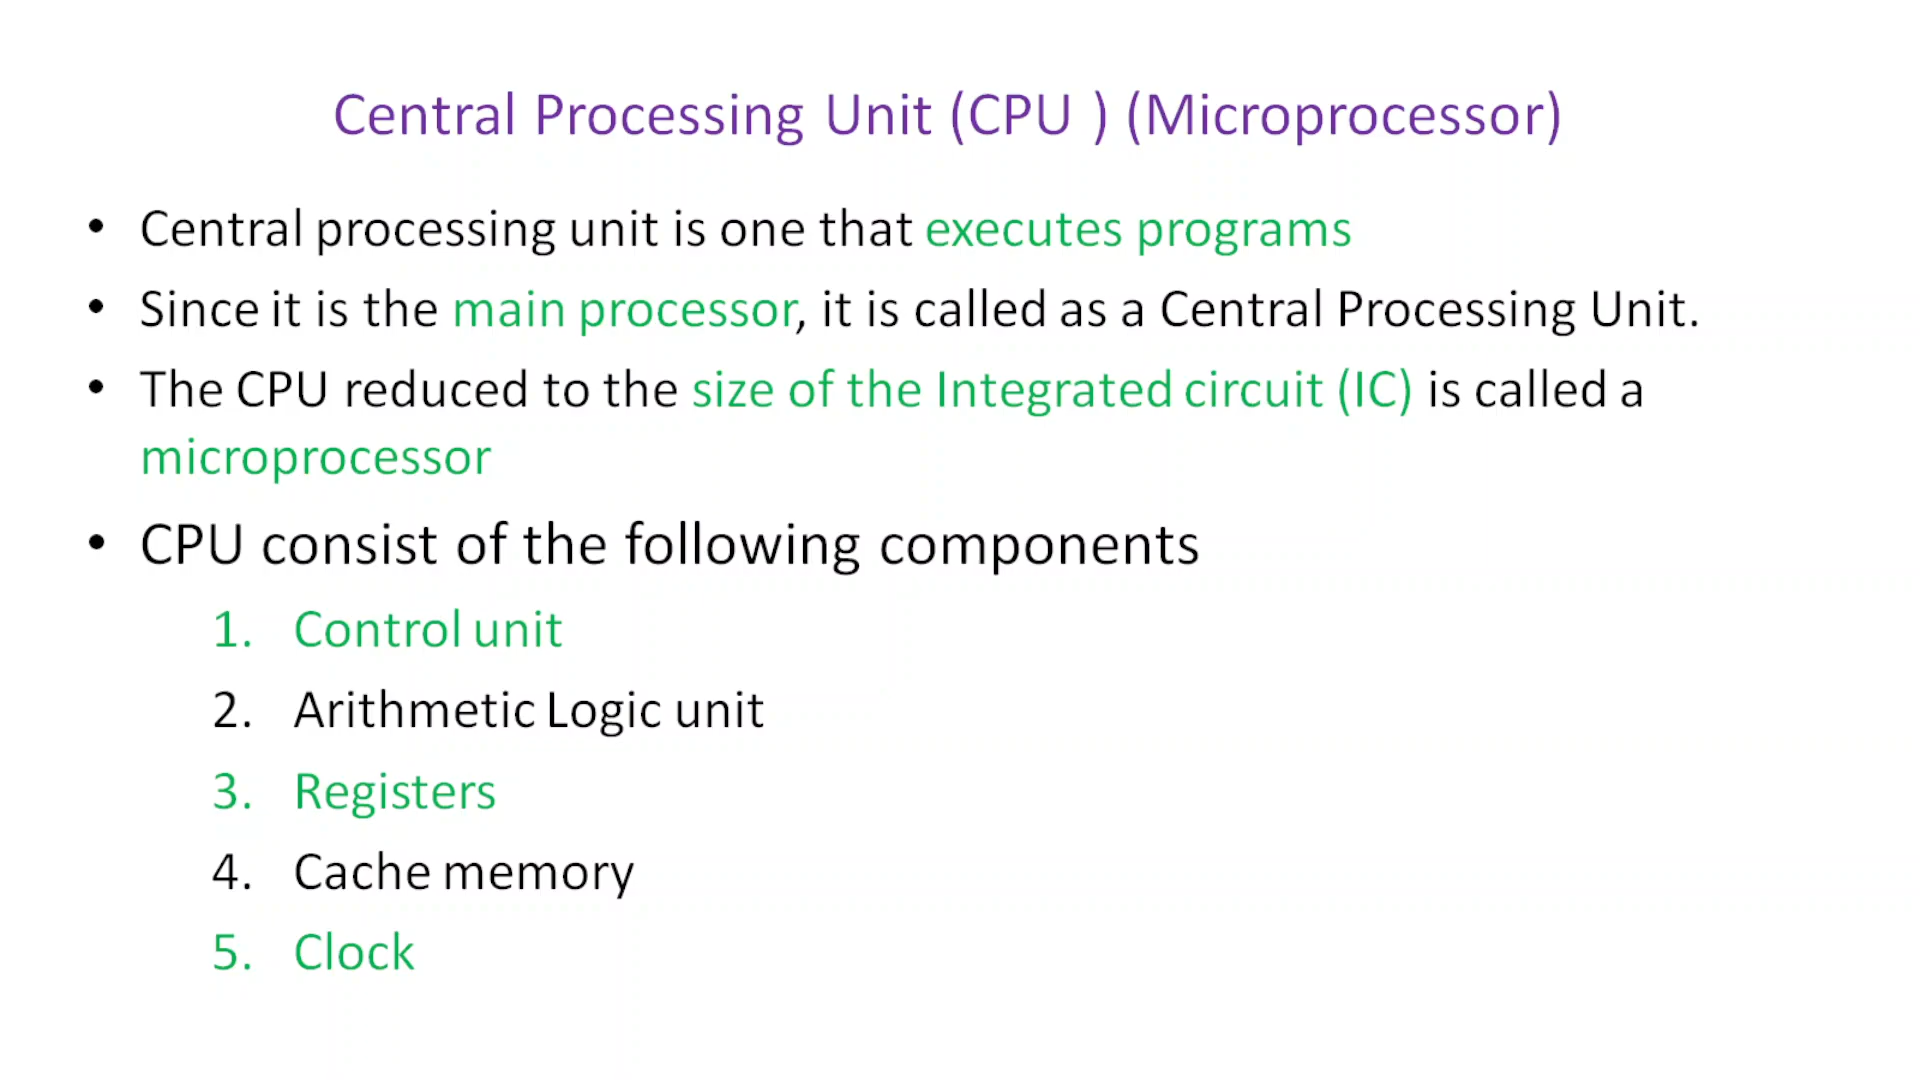 Central Processing Unit (CPU ) (Microprocessor)
• Central processing unit is one that executes programs
• Since it is the main processor, it is called as a Central Processing Unit.
• The CPU reduced to the size of the Integrated circuit (IC) is called a
microprocessor
• CPU consist of the following components
1. Control unit
2. Arithmetic Logic unit
3. Registers
4. Cache memory
5. Clock